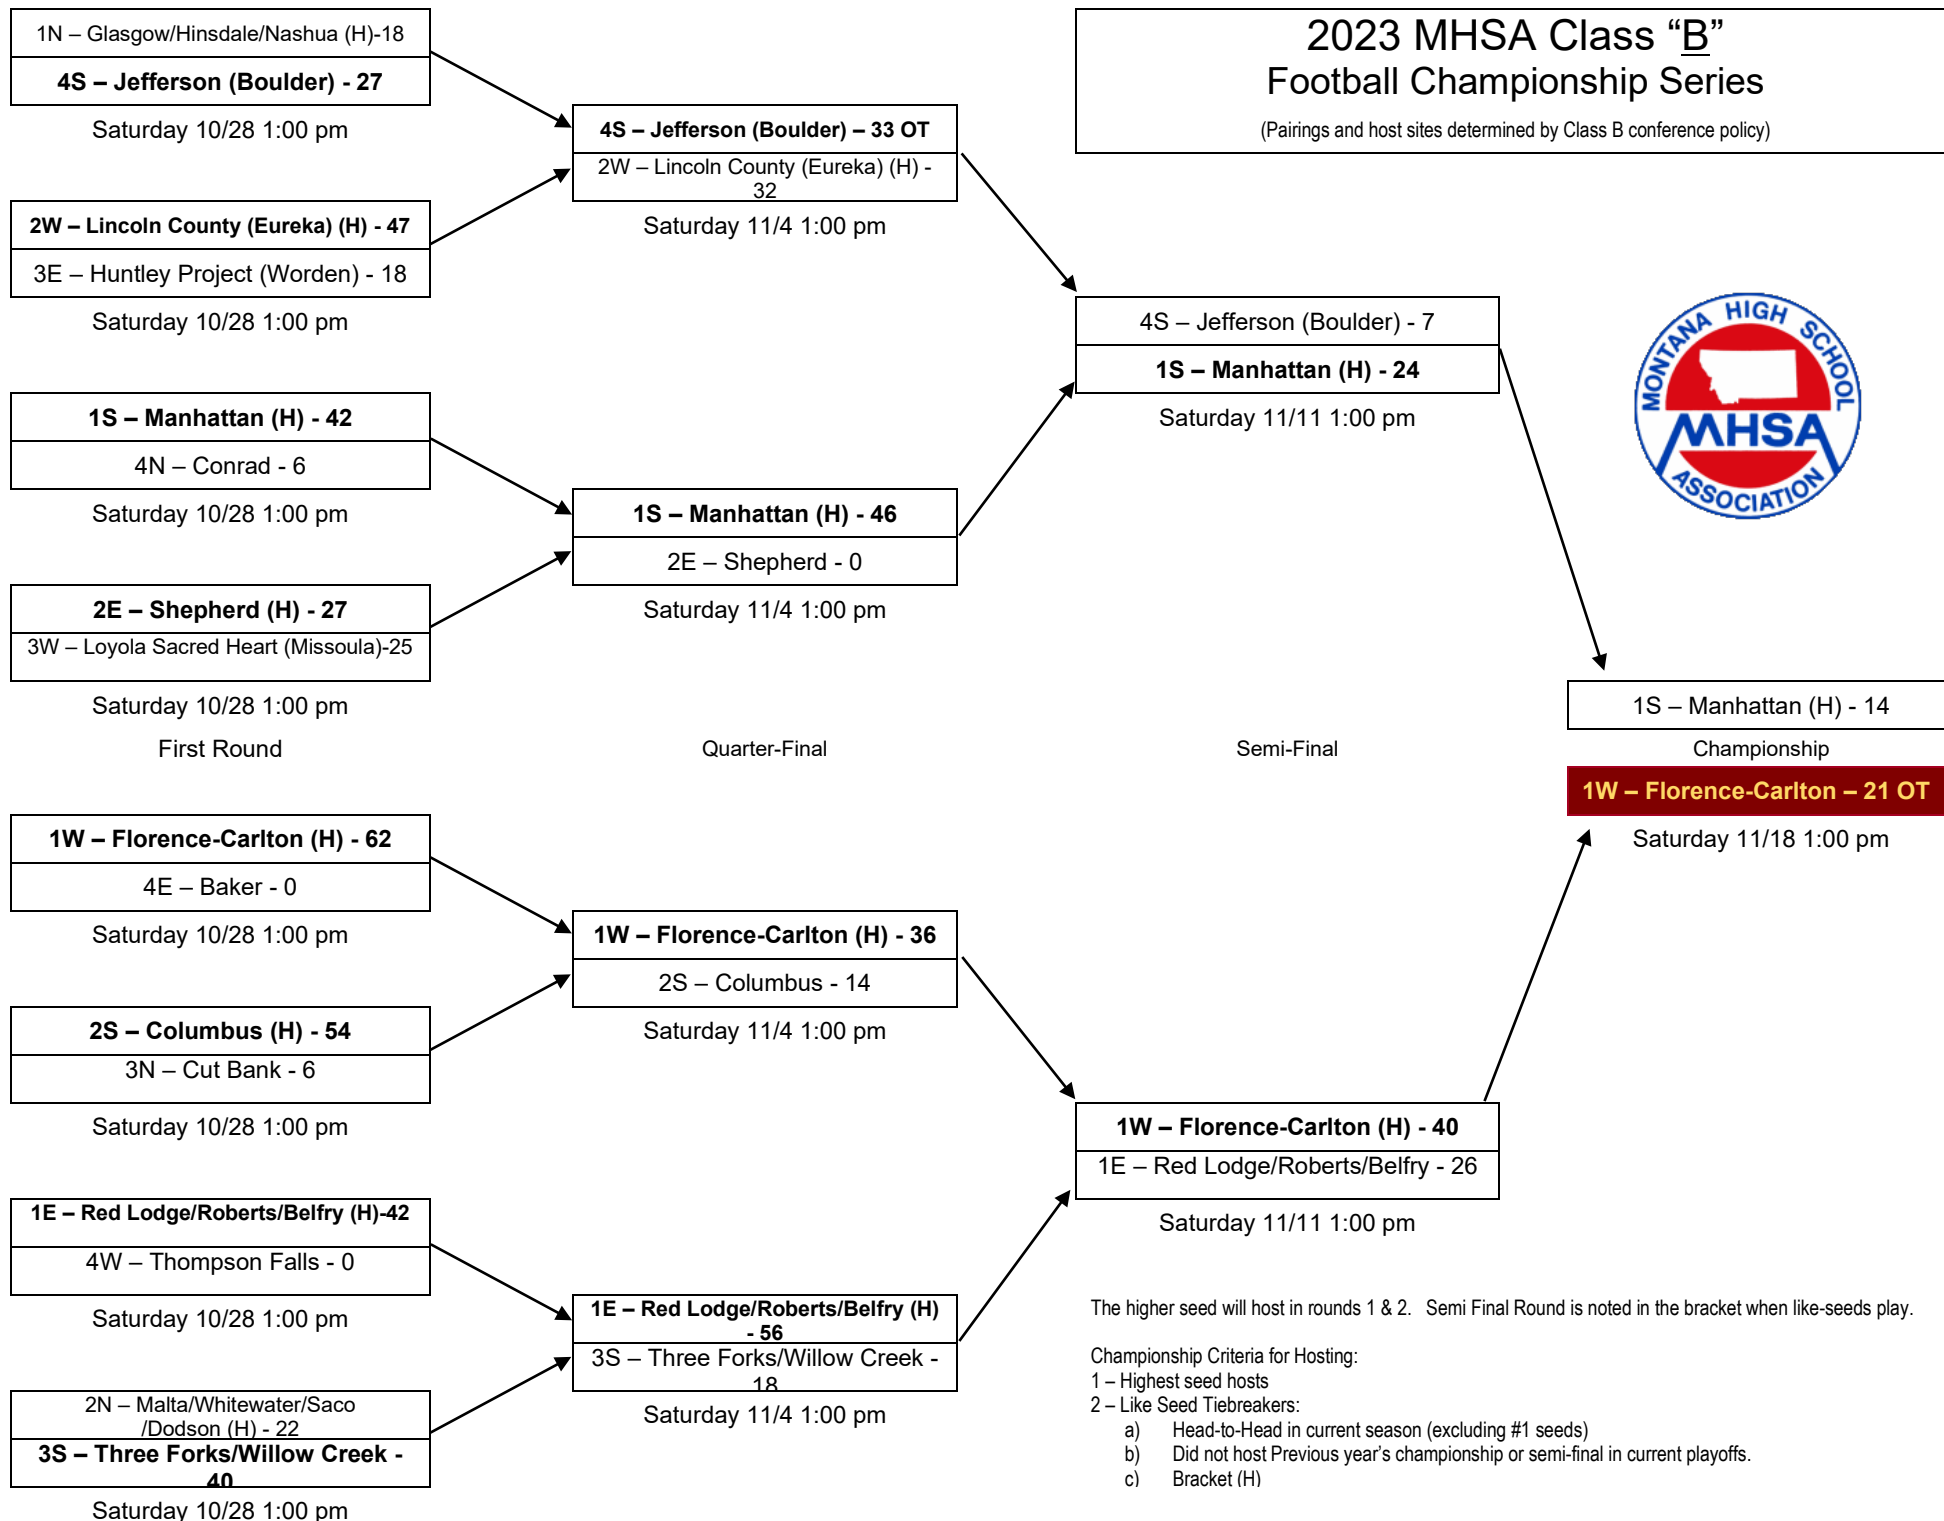 2023 MHSA Class “B”
Football Championship Series
(Pairings and host sites determined by Class B conference policy)
1N – Glasgow/Hinsdale/Nashua (H)-18
4S – Jefferson (Boulder) - 27
Saturday 10/28 1:00 pm
2W – Lincoln County (Eureka) (H) - 47
3E – Huntley Project (Worden) - 18
Saturday 10/28 1:00 pm
1S – Manhattan (H) - 42
4N – Conrad - 6
Saturday 10/28 1:00 pm
2E – Shepherd (H) - 27
3W – Loyola Sacred Heart (Missoula)-25
Saturday 10/28 1:00 pm
4S – Jefferson (Boulder) – 33 OT
2W – Lincoln County (Eureka) (H) -
32
Saturday 11/4 1:00 pm
1S – Manhattan (H) - 46
2E – Shepherd - 0
Saturday 11/4 1:00 pm
4S – Jefferson (Boulder) - 7
1S – Manhattan (H) - 24
Saturday 11/11 1:00 pm
MONTANA HIGH SCHOOL
MHSA
ASSOCIATION
1S – Manhattan (H) - 14
First Round
Quarter-Final
Semi-Final
Championship
1W – Florence-Carlton – 21 OT
Saturday 11/18 1:00 pm
1W – Florence-Carlton (H) - 62
4E – Baker - 0
Saturday 10/28 1:00 pm
2S – Columbus (H) - 54
3N – Cut Bank - 6
Saturday 10/28 1:00 pm
1E – Red Lodge/Roberts/Belfry (H)-42
4W – Thompson Falls - 0
Saturday 10/28 1:00 pm
2N – Malta/Whitewater/Saco
/Dodson (H) - 22
3S – Three Forks/Willow Creek -
40
Saturday 10/28 1:00 pm
1W – Florence-Carlton (H) - 36
2S – Columbus - 14
Saturday 11/4 1:00 pm
1E – Red Lodge/Roberts/Belfry (H)
- 56
3S – Three Forks/Willow Creek -
18
Saturday 11/4 1:00 pm
1W – Florence-Carlton (H) - 40
1E – Red Lodge/Roberts/Belfry - 26
Saturday 11/11 1:00 pm
The higher seed will host in rounds 1 & 2. Semi Final Round is noted in the bracket when like-seeds play.
Championship Criteria for Hosting:
1 – Highest seed hosts
2 – Like Seed Tiebreakers:
a) Head-to-Head in current season (excluding #1 seeds)
b) Did not host Previous year’s championship or semi-final in current playoffs.
c) Bracket (H)